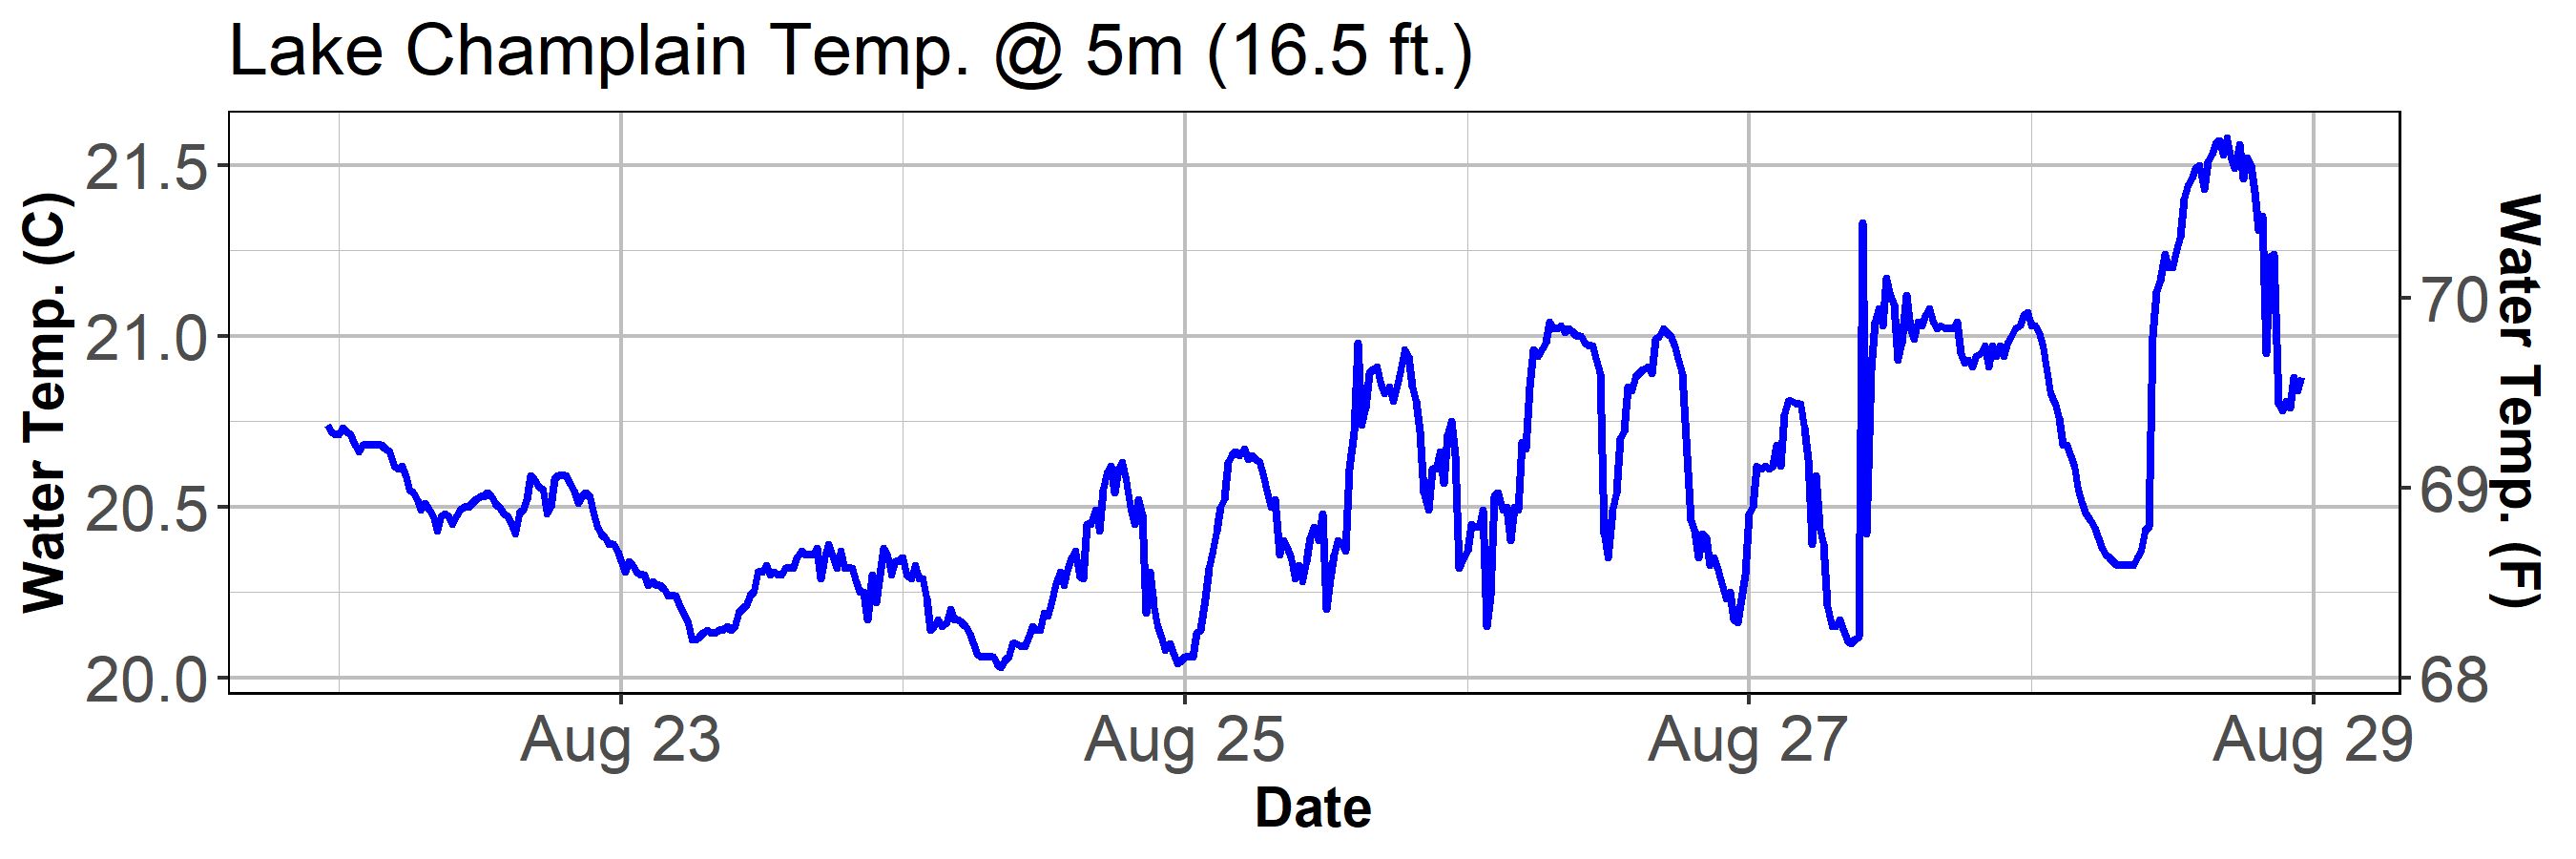 Lake Champlain Temp. @ 5m (16.5 ft.)
Water Temp. (C)
21.5
21.0
20.5
20.0
70
69
68
Water Temp. (F)
Aug 23
Aug 25
Aug 27
Aug 29
Date